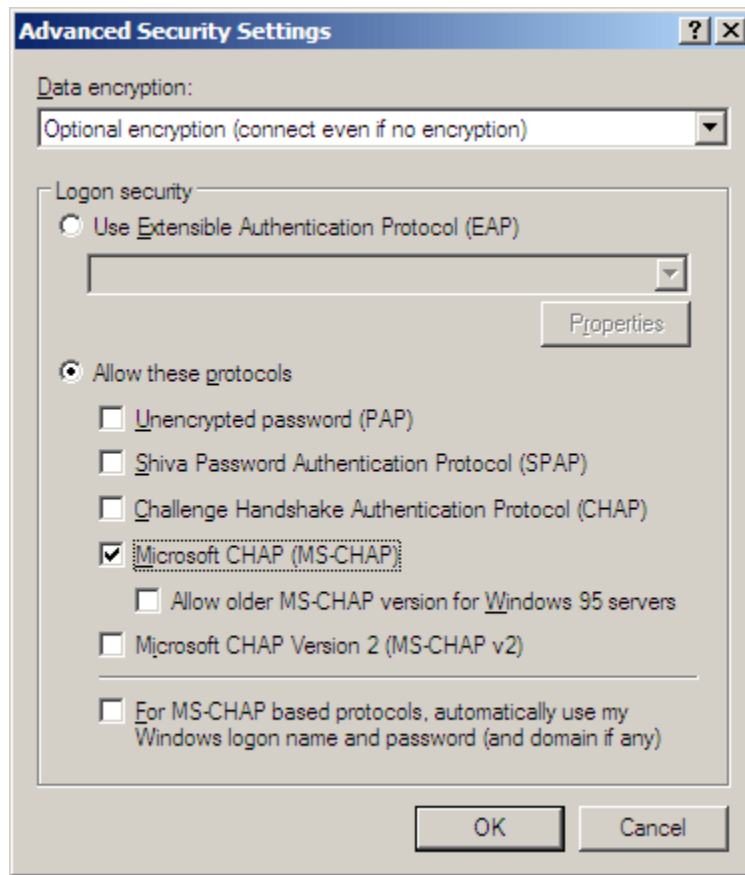 Advanced Security Settings
Data encryption:
Optional encryption (connect even if no encryption)
Logon security
Use Extensible Authentication Protocol (EAP)
Properties
Allow these protocols
Unencrypted password (PAP)
Shiva Password Authentication Protocol (SPAP)
Challenge Handshake Authentication Protocol (CHAP)
Microsoft CHAP (MS-CHAP)
Allow older MS-CHAP version for Windows 95 servers
Microsoft CHAP Version 2 (MS-CHAP v2)
For MS-CHAP based protocols, automatically use my
Windows logon name and password (and domain if any)
OK Cancel